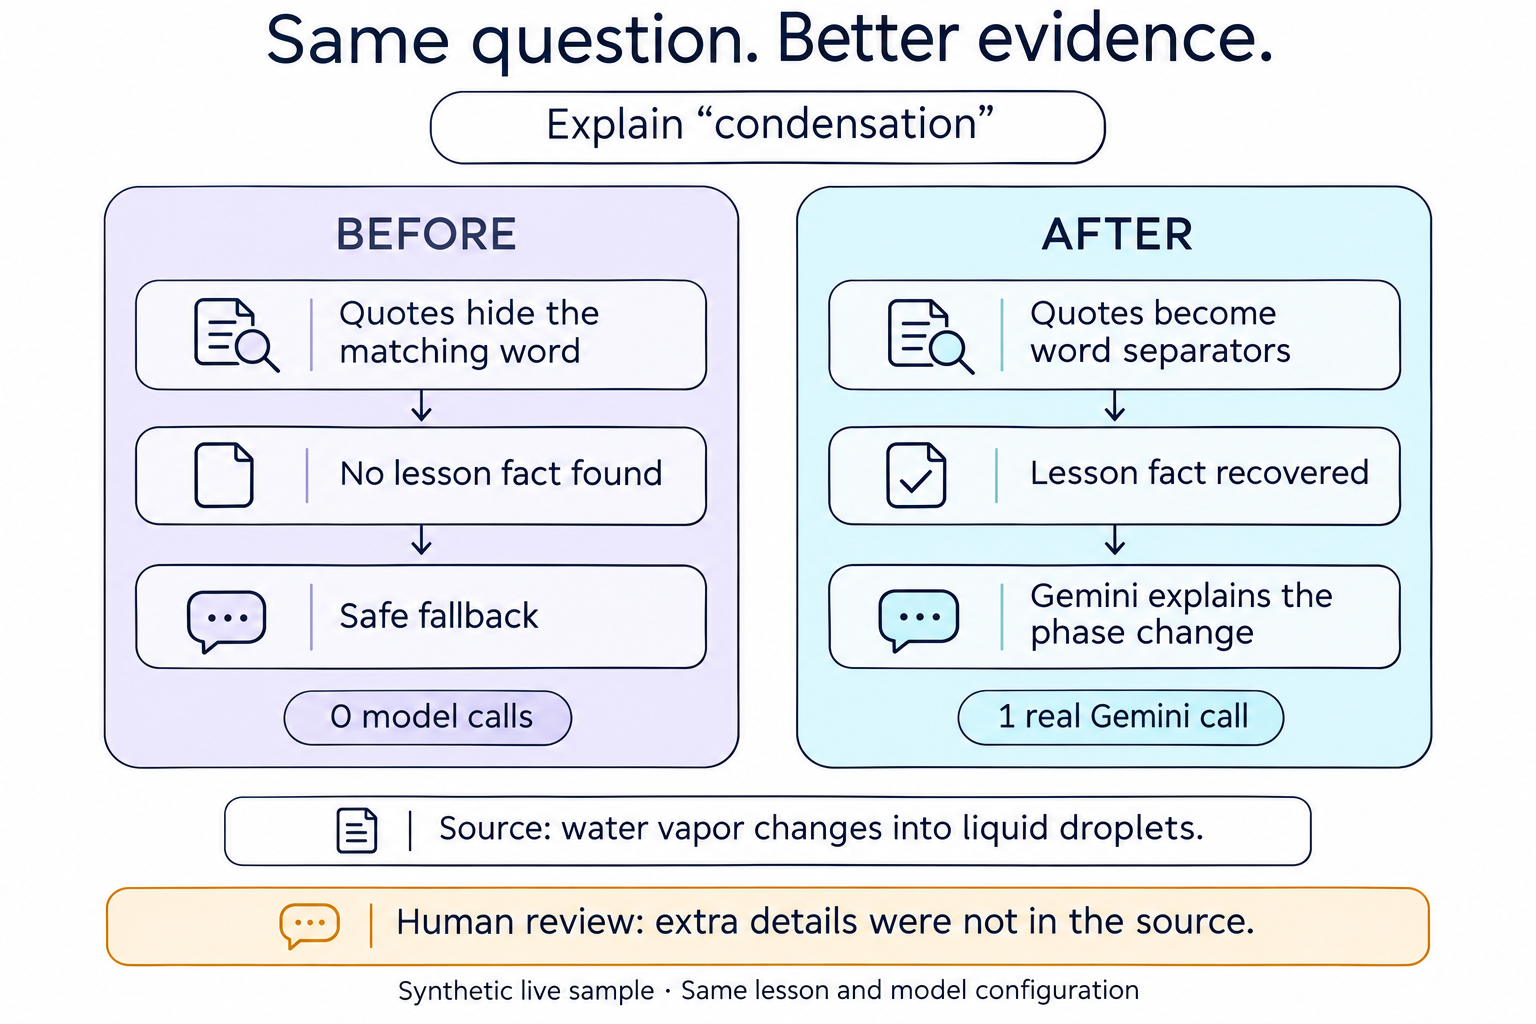 Same question. Better evidence.
Explain “condensation”
BEFORE
Quotes hide the
matching word
No lesson fact found
Safe fallback
0 model calls
AFTER
Quotes become
word separators
Lesson fact recovered
Gemini explains the
phase change
1 real Gemini call
Source: water vapor changes into liquid droplets.
Human review: extra details were not in the source.
Synthetic live sample · Same lesson and model configuration